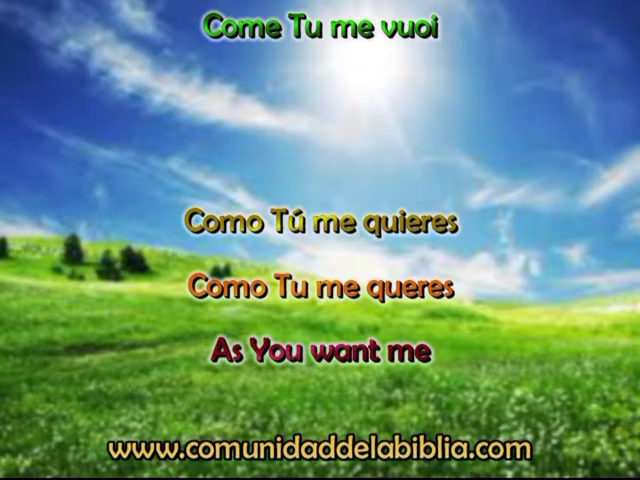 Come Tu me vuoi
Como Tú me quieres
Como Tu me queres
As You want me
www.comunidaddelabiblia.com